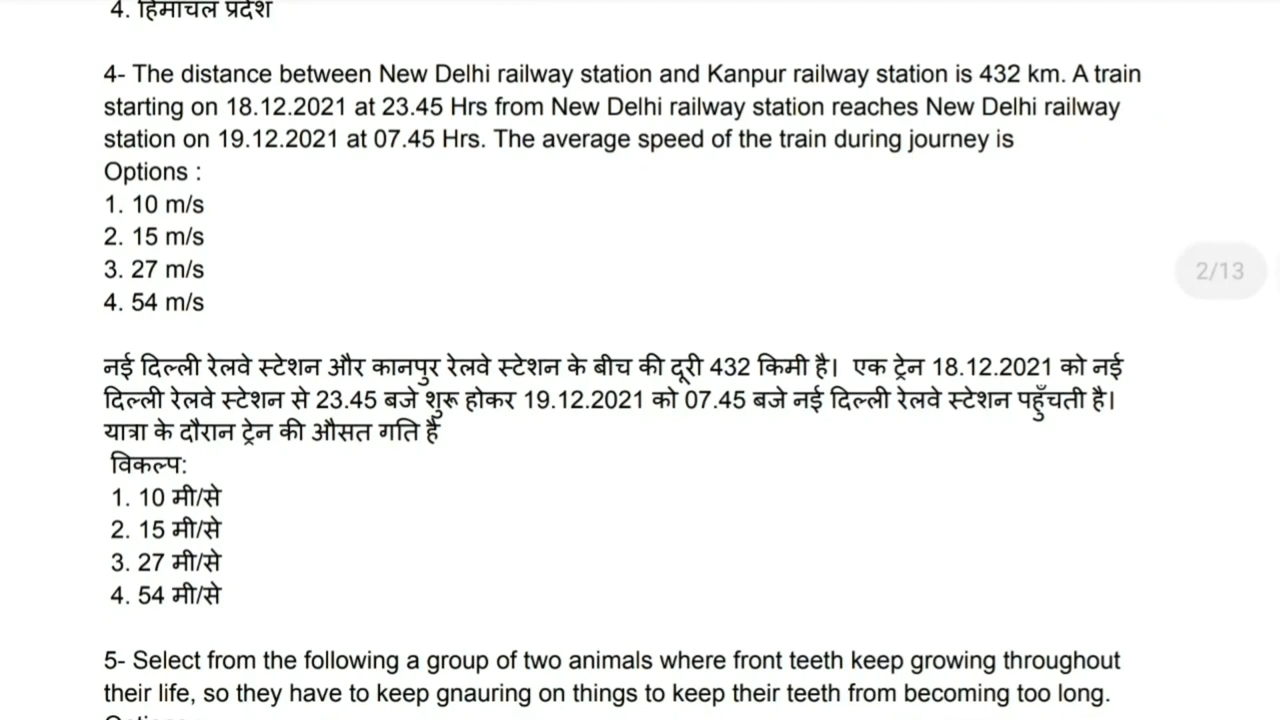 4. हिमाचल प्रदेश
4- The distance between New Delhi railway station and Kanpur railway station is 432 km. A train
starting on 18.12.2021 at 23.45 Hrs from New Delhi railway station reaches New Delhi railway
station on 19.12.2021 at 07.45 Hrs. The average speed of the train during journey is
Options :
1. 10 m/s
2. 15 m/s
3. 27 m/s
4. 54 m/s
2/13
नई दिल्ली रेलवे स्टेशन और कानपुर रेलवे स्टेशन के बीच की दूरी 432 किमी है। एक ट्रेन 18.12.2021 को नई
दिल्ली रेलवे स्टेशन से 23.45 बजे शुरू होकर 19.12.2021 को 07.45 बजे नई दिल्ली रेलवे स्टेशन पहुँचती है।
यात्रा के दौरान ट्रेन की औसत गति है
विकल्प:
1. 10 मी/से
2. 15 मी/से
3. 27 मी/से
4. 54 मी/से
5- Select from the following a group of two animals where front teeth keep growing throughout
their life, so they have to keep gnauring on things to keep their teeth from becoming too long.